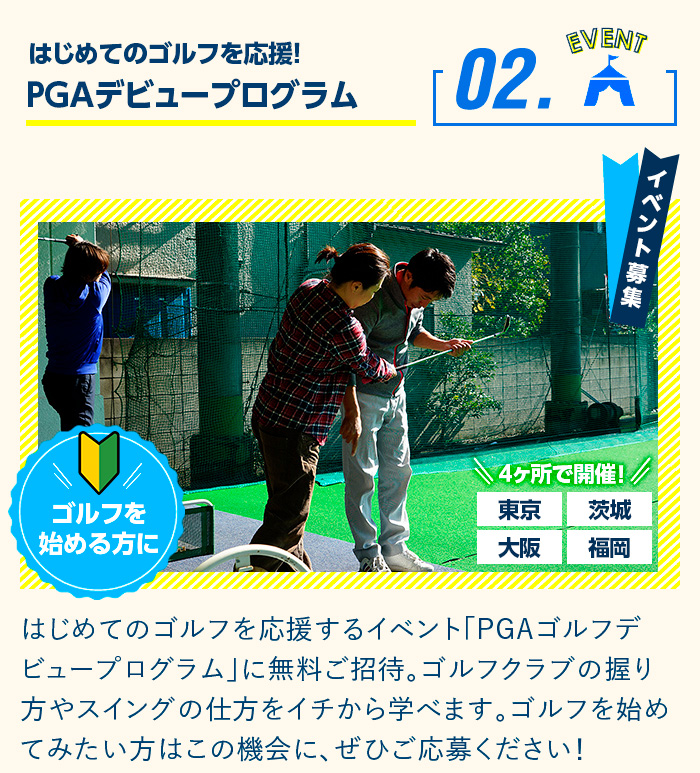 はじめてのゴルフを応援！
PGAデビュープログラム
02.
EVENT
イベント募集
ゴルフを
始める方に
4ヶ所で開催！
東京
茨城
大阪
福岡
はじめてのゴルフを応援するイベント「PGAゴルフデ
ビュープログラム」に無料ご招待。ゴルフクラブの握り
方やスイングの仕方をイチから学べます。ゴルフを始め
てみたい方はこの機会に、ぜひご応募ください！